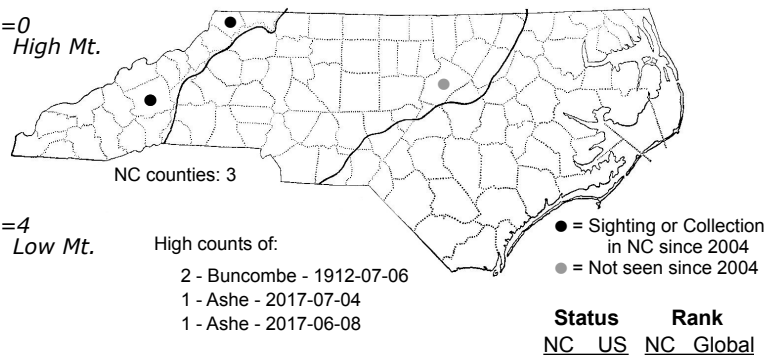 =0
High Mt.
NC counties: 3
=4
Low Mt.
High counts of:
2 - Buncombe - 1912-07-06
1 - Ashe - 2017-07-04
1 - Ashe - 2017-06-08
● = Sighting or Collection
in NC since 2004
● = Not seen since 2004
Status Rank
NC US NC Global